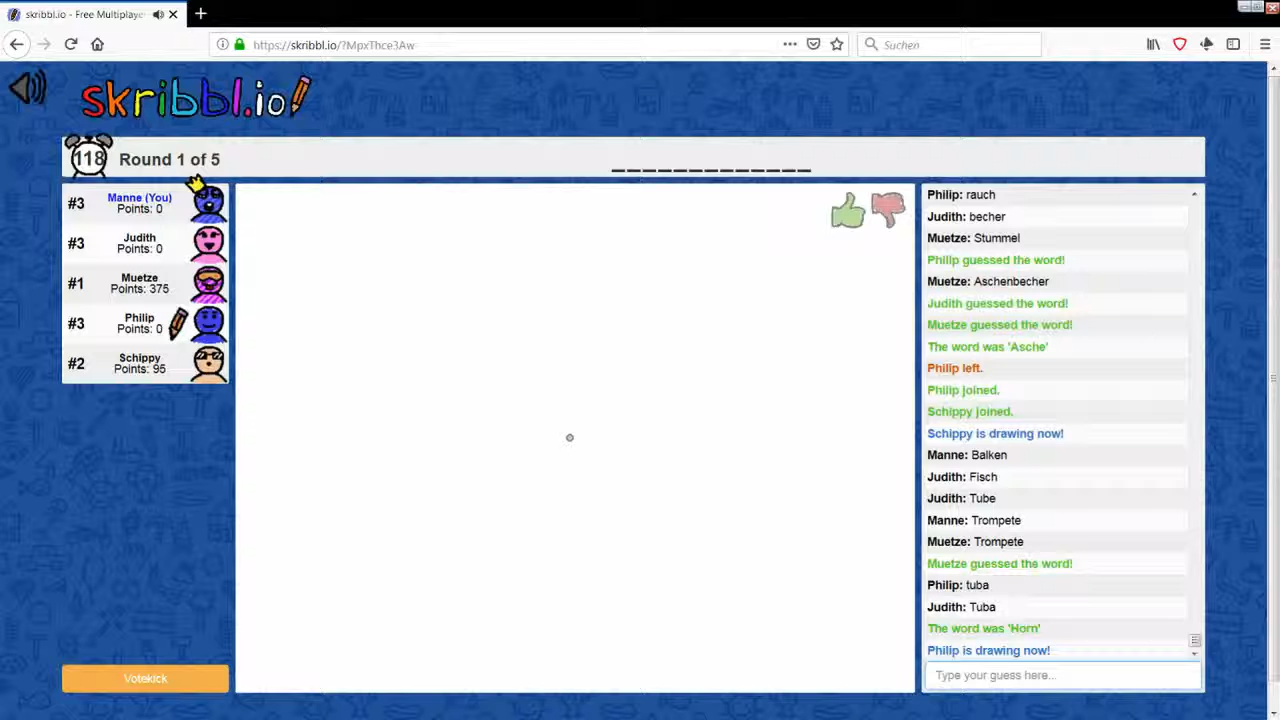 skribbl.io - Free Multiplaye
https://skribbl.io/?MpxThce3Aw
Suchen
skribbl.io
118
Round 1 of 5
_____________
#3
Manne (You)
Points: 0
#3
Judith
Points: 0
#1
Muetze
Points: 375
#3
Philip
Points: 0
#2
Schippy
Points: 95
Votekick
Philip: rauch
Judith: becher
Muetze: Stummel
Philip guessed the word!
Muetze: Aschenbecher
Judith guessed the word!
Muetze guessed the word!
The word was 'Asche'
Philip left.
Philip joined.
Schippy joined.
Schippy is drawing now!
Manne: Balken
Judith: Fisch
Judith: Tube
Manne: Trompete
Muetze: Trompete
Muetze guessed the word!
Philip: tuba
Judith: Tuba
The word was 'Horn'
Philip is drawing now!
Type your guess here...